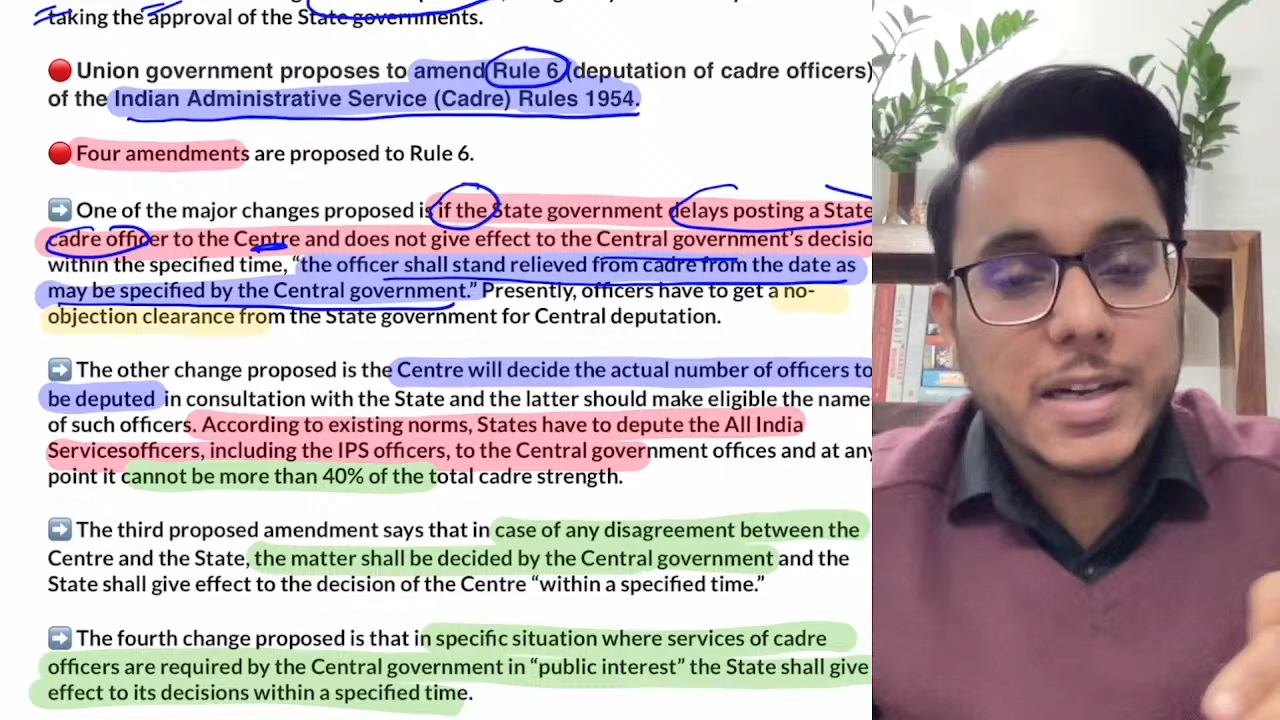 taking the approval of the State governments.
Union government proposes to amend Rule 6 (deputation of cadre officers)
of the Indian Administrative Service (Cadre) Rules 1954.
Four amendments are proposed to Rule 6.
One of the major changes proposed is if the State government delays posting a State
cadre officer to the Centre and does not give effect to the Central government's decisio
within the specified time, “the officer shall stand relieved from cadre from the date as
may be specified by the Central government.” Presently, officers have to get a no-
objection clearance from the State government for Central deputation.
The other change proposed is the Centre will decide the actual number of officers to
be deputed in consultation with the State and the latter should make eligible the name
of such officers. According to existing norms, States have to depute the All India
Servicesofficers, including the IPS officers, to the Central government offices and at any
point it cannot be more than 40% of the total cadre strength.
The third proposed amendment says that in case of any disagreement between the
Centre and the State, the matter shall be decided by the Central government and the
State shall give effect to the decision of the Centre “within a specified time.”
The fourth change proposed is that in specific situation where services of cadre
officers are required by the Central government in “public interest” the State shall give
effect to its decisions within a specified time.